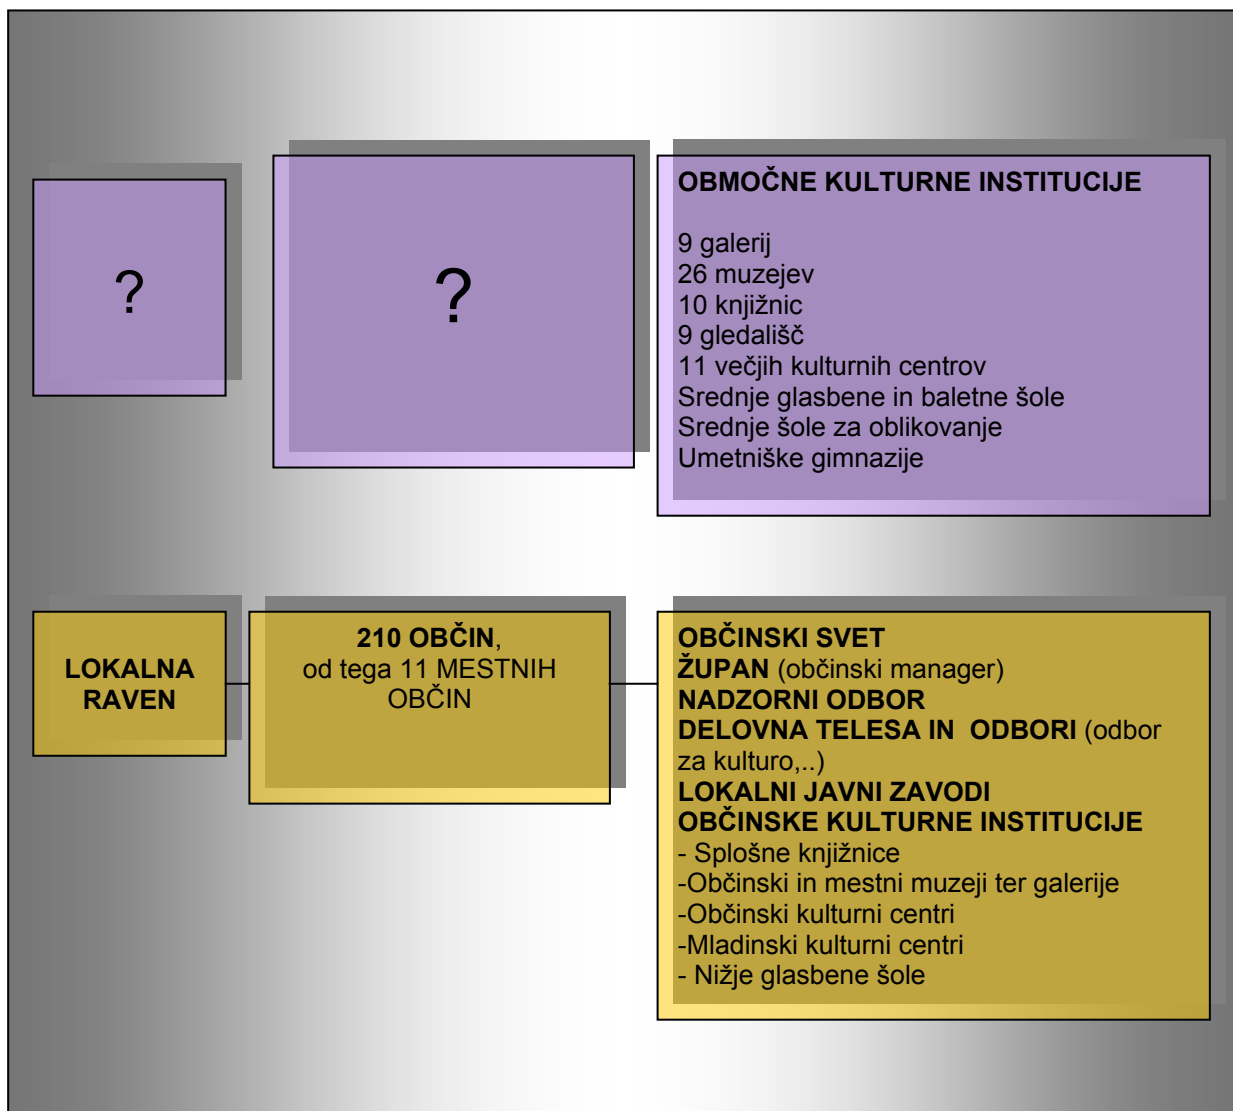 ?
?
OBMOČNE KULTURNE INSTITUCIJE
9 galerij
26 muzejev
10 knjižnic
9 gledališč
11 večjih kulturnih centrov
Srednje glasbene in baletne šole
Srednje šole za oblikovanje
Umetniške gimnazije
LOKALNA
RAVEN
210 OBČIN,
od tega 11 MESTNIH
OBČIN
OBČINSKI SVET
ŽUPAN (občinski manager)
NADZORNI ODBOR
DELOVNA TELESA IN  ODBORI (odbor
za kulturo,..)
LOKALNI JAVNI ZAVODI
OBČINSKE KULTURNE INSTITUCIJE
- Splošne knjižnice
-Občinski in mestni muzeji ter galerije
-Občinski kulturni centri
-Mladinski kulturni centri
- Nižje glasbene šole